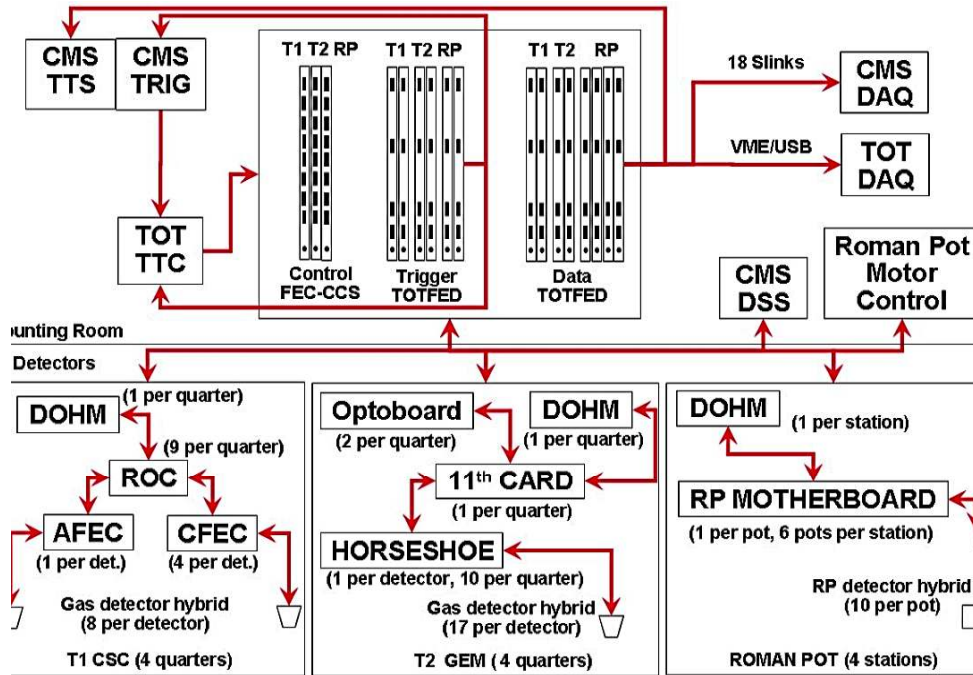 CMS
TTS
CMS
TRIG
TOT
TTC
T1 T2 RP
T1 T2 RP
T1 T2 RP
Control
FEC-CCS
Trigger
TOTFED
Data
TOTFED
18 Slinks
CMS
DAQ
VME/USB
TOT
DAQ
CMS
DSS
Roman Pot
Motor
Control
ounting Room
Detectors
DOHM
(1 per quarter)
(9 per quarter)
ROC
AFEC
(1 per det.)
CFEC
(4 per det.)
Gas detector hybrid
(8 per detector)
T1 CSC (4 quarters)
Optoboard
(2 per quarter)
DOHM
(1 per quarter)
11th CARD
(1 per quarter)
HORSESHOE
(1 per detector, 10 per quarter)
Gas detector hybrid
(17 per detector)
T2 GEM (4 quarters)
DOHM
(1 per station)
RP MOTHERBOARD
(1 per pot, 6 pots per station)
RP detector hybrid
(10 per pot)
ROMAN POT (4 stations)